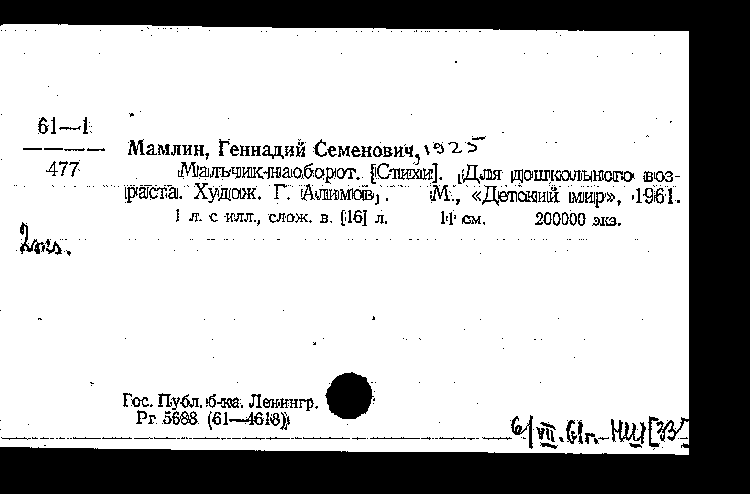 61—1
477
Мамлин, Геннадий Семенович, 1925
Мальчик-наоборот. [Стихи]. [Для дошкольного воз-
раста. Худож. Г. Алимов]. М., «Детский мир», 1961.
1 л. с илл., слож. в. [16] л. 11 см. 200000 экз.
2 экз.
Гос. Публ. б-ка. Ленингр.
Рг 5688 (61—4618)
6/VII.61г.